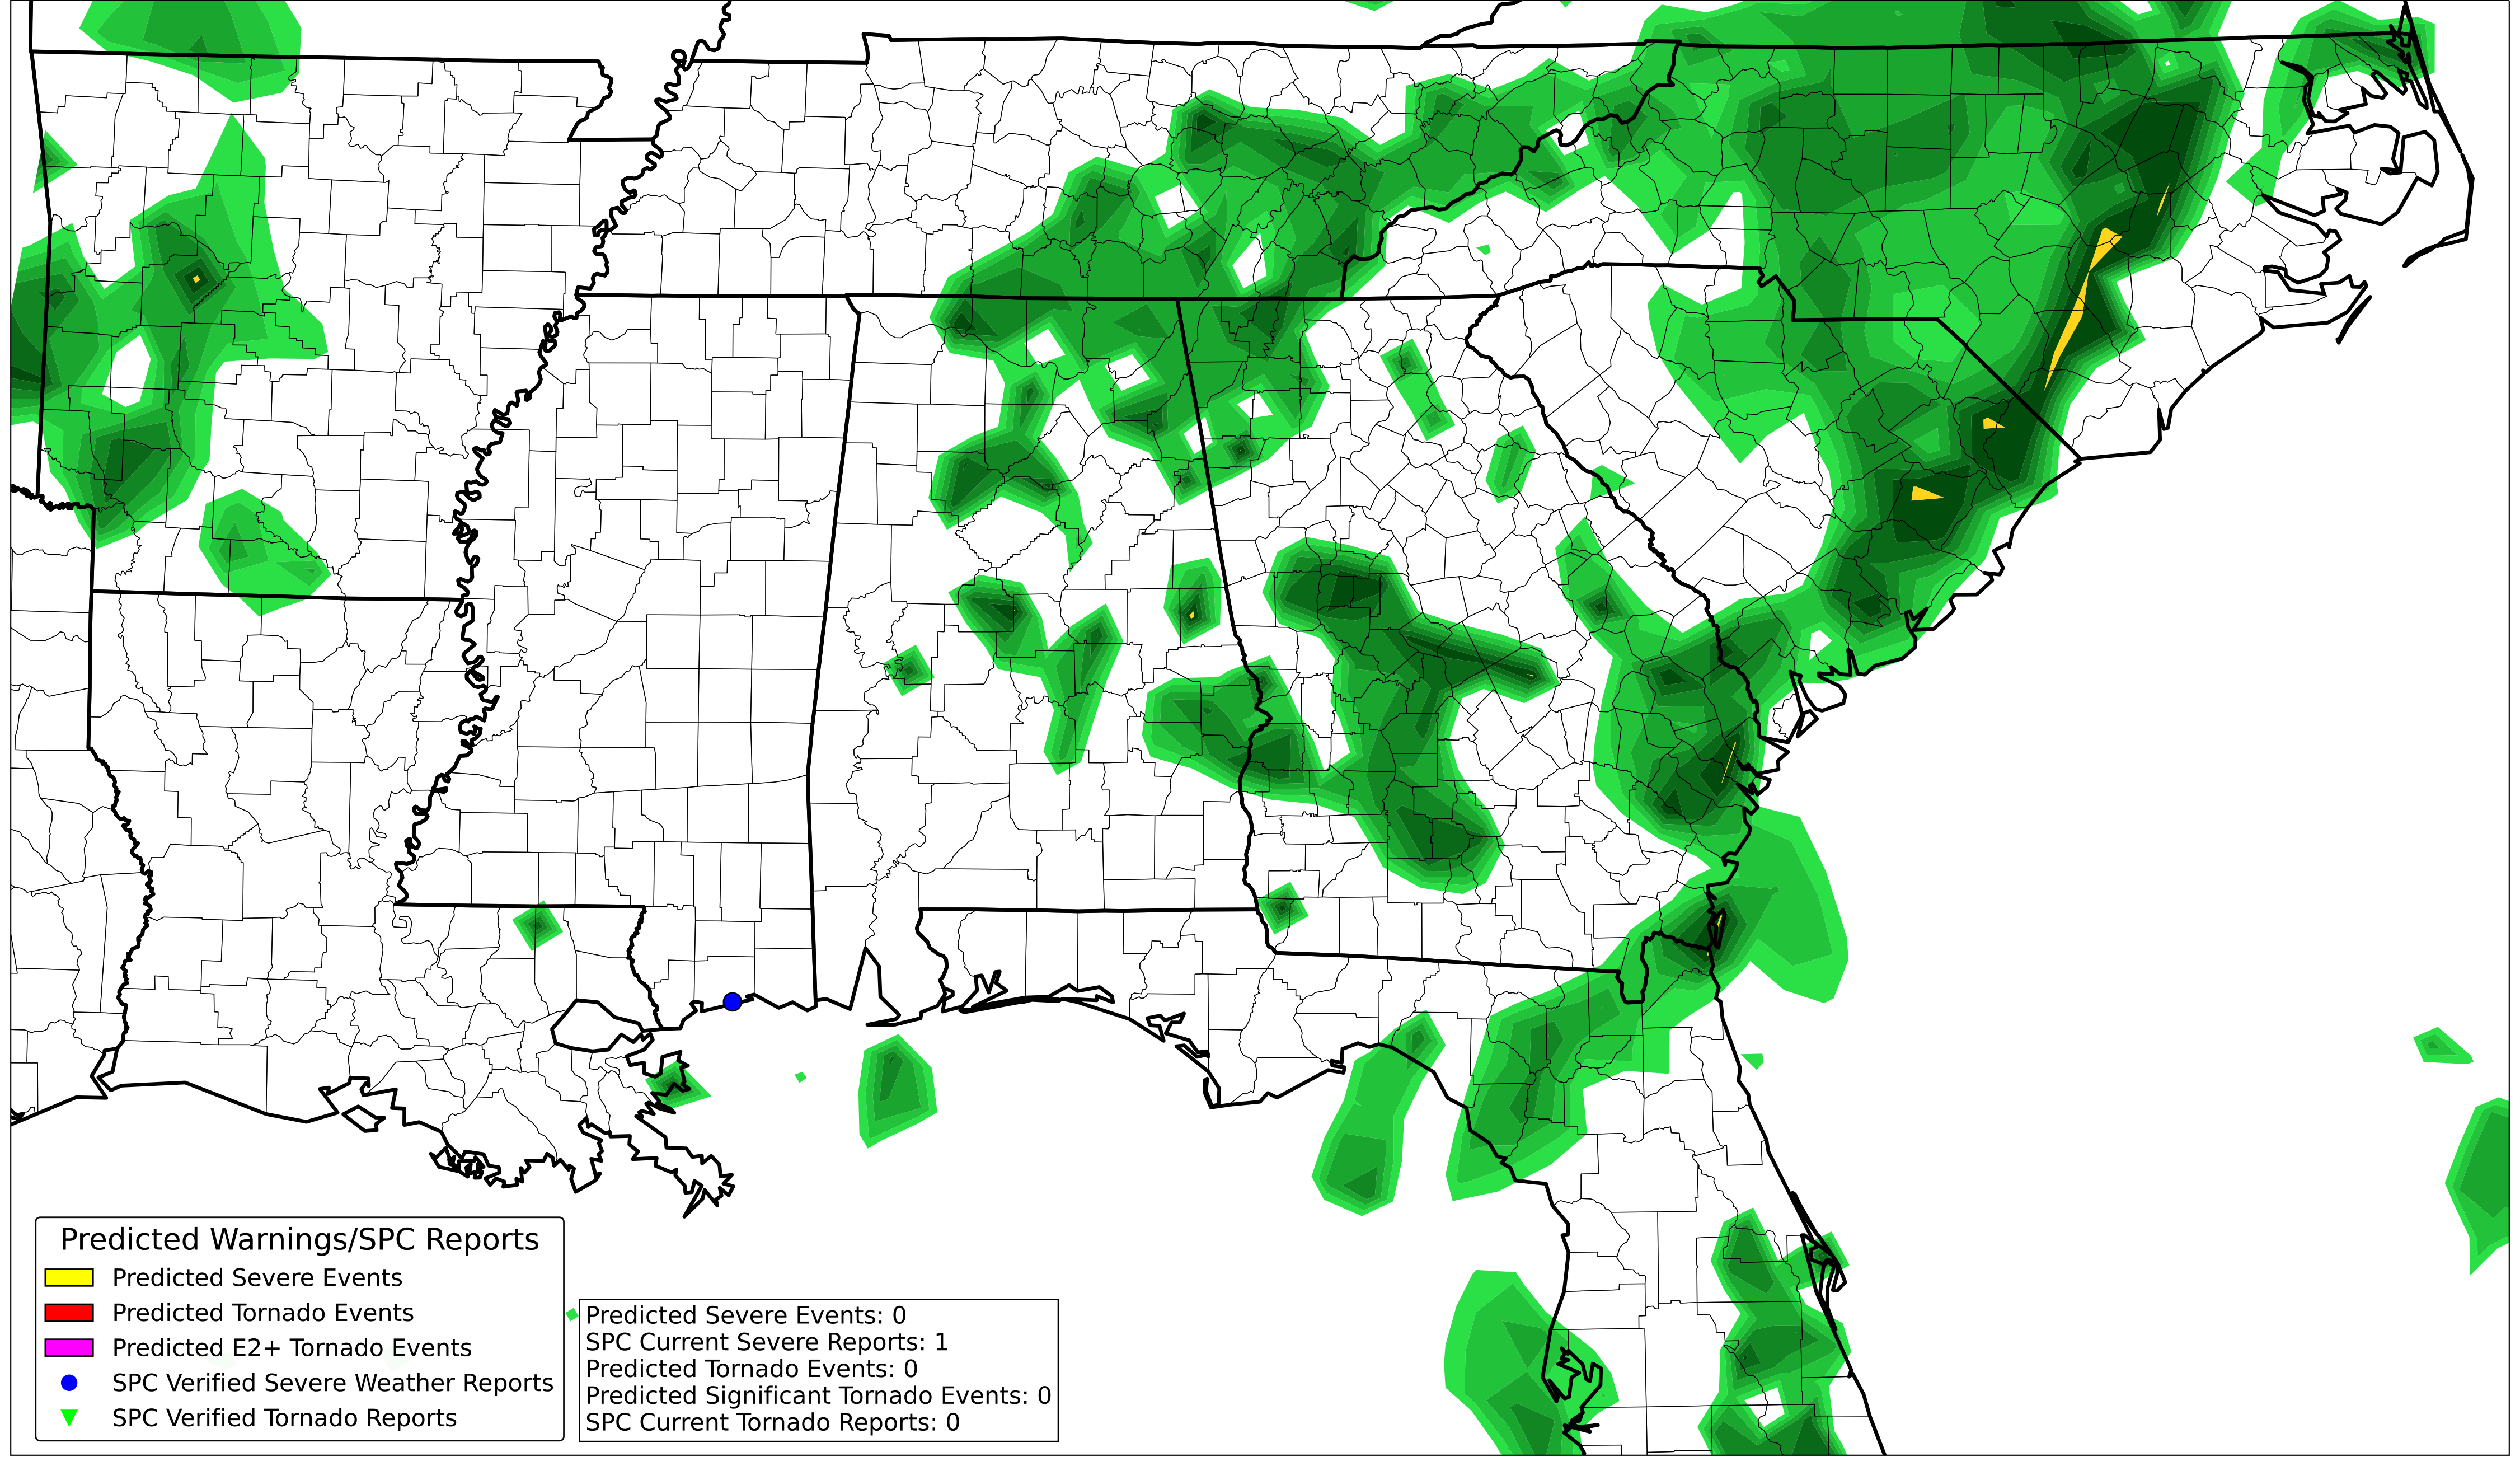 Predicted Warnings/SPC Reports
Predicted Severe Events
Predicted Tornado Events
Predicted E2+ Tornado Events
SPC Verified Severe Weather Reports
SPC Verified Tornado Reports
Predicted Severe Events: 0
SPC Current Severe Reports: 1
Predicted Tornado Events: 0
Predicted Significant Tornado Events: 0
SPC Current Tornado Reports: 0